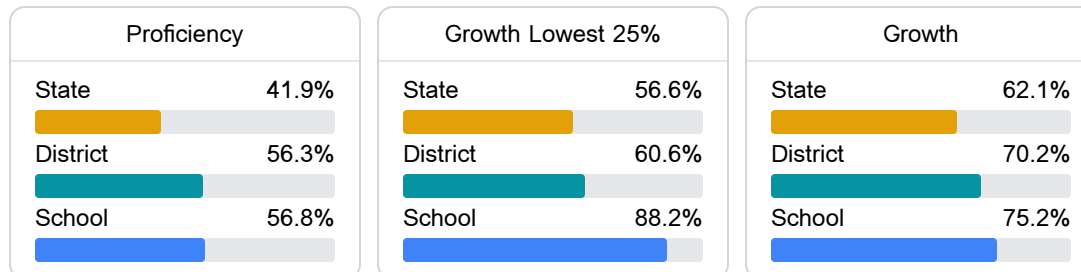 Proficiency
State 41.9%
District 56.3%
School 56.8%
Growth Lowest 25%
State 56.6%
District 60.6%
School 88.2%
Growth
State 62.1%
District 70.2%
School 75.2%